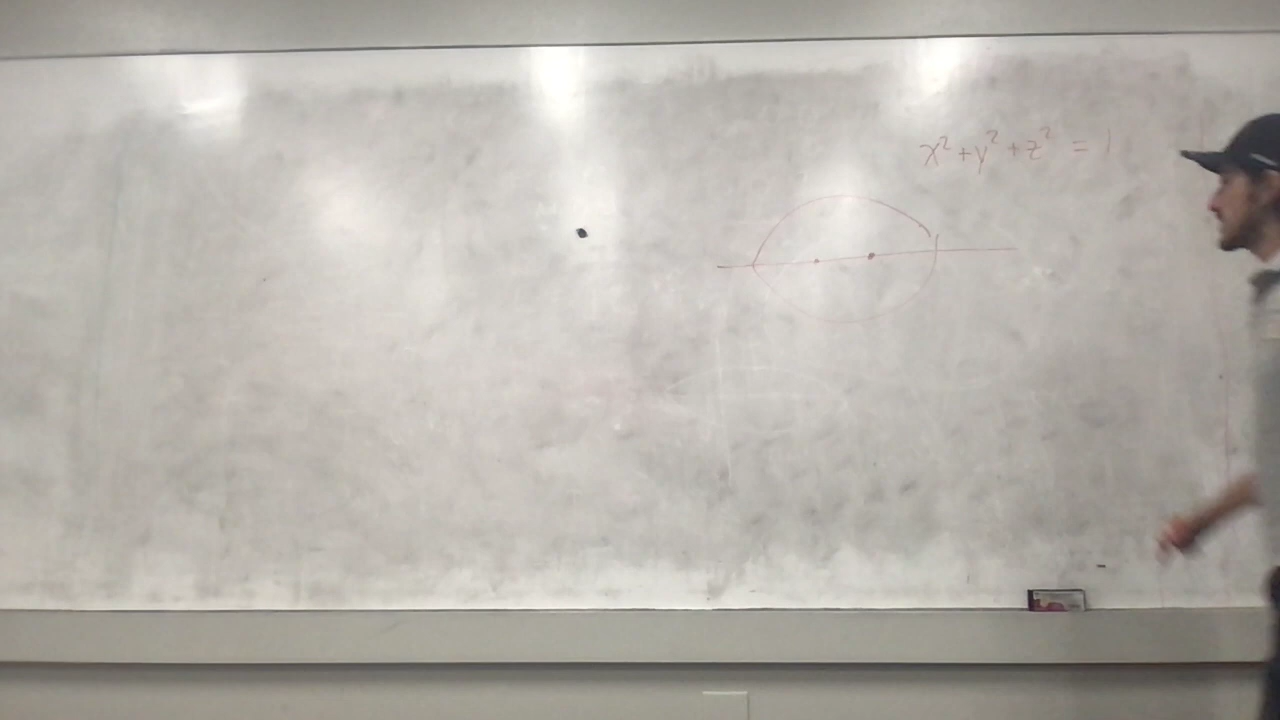 x² + y² + z² = 1